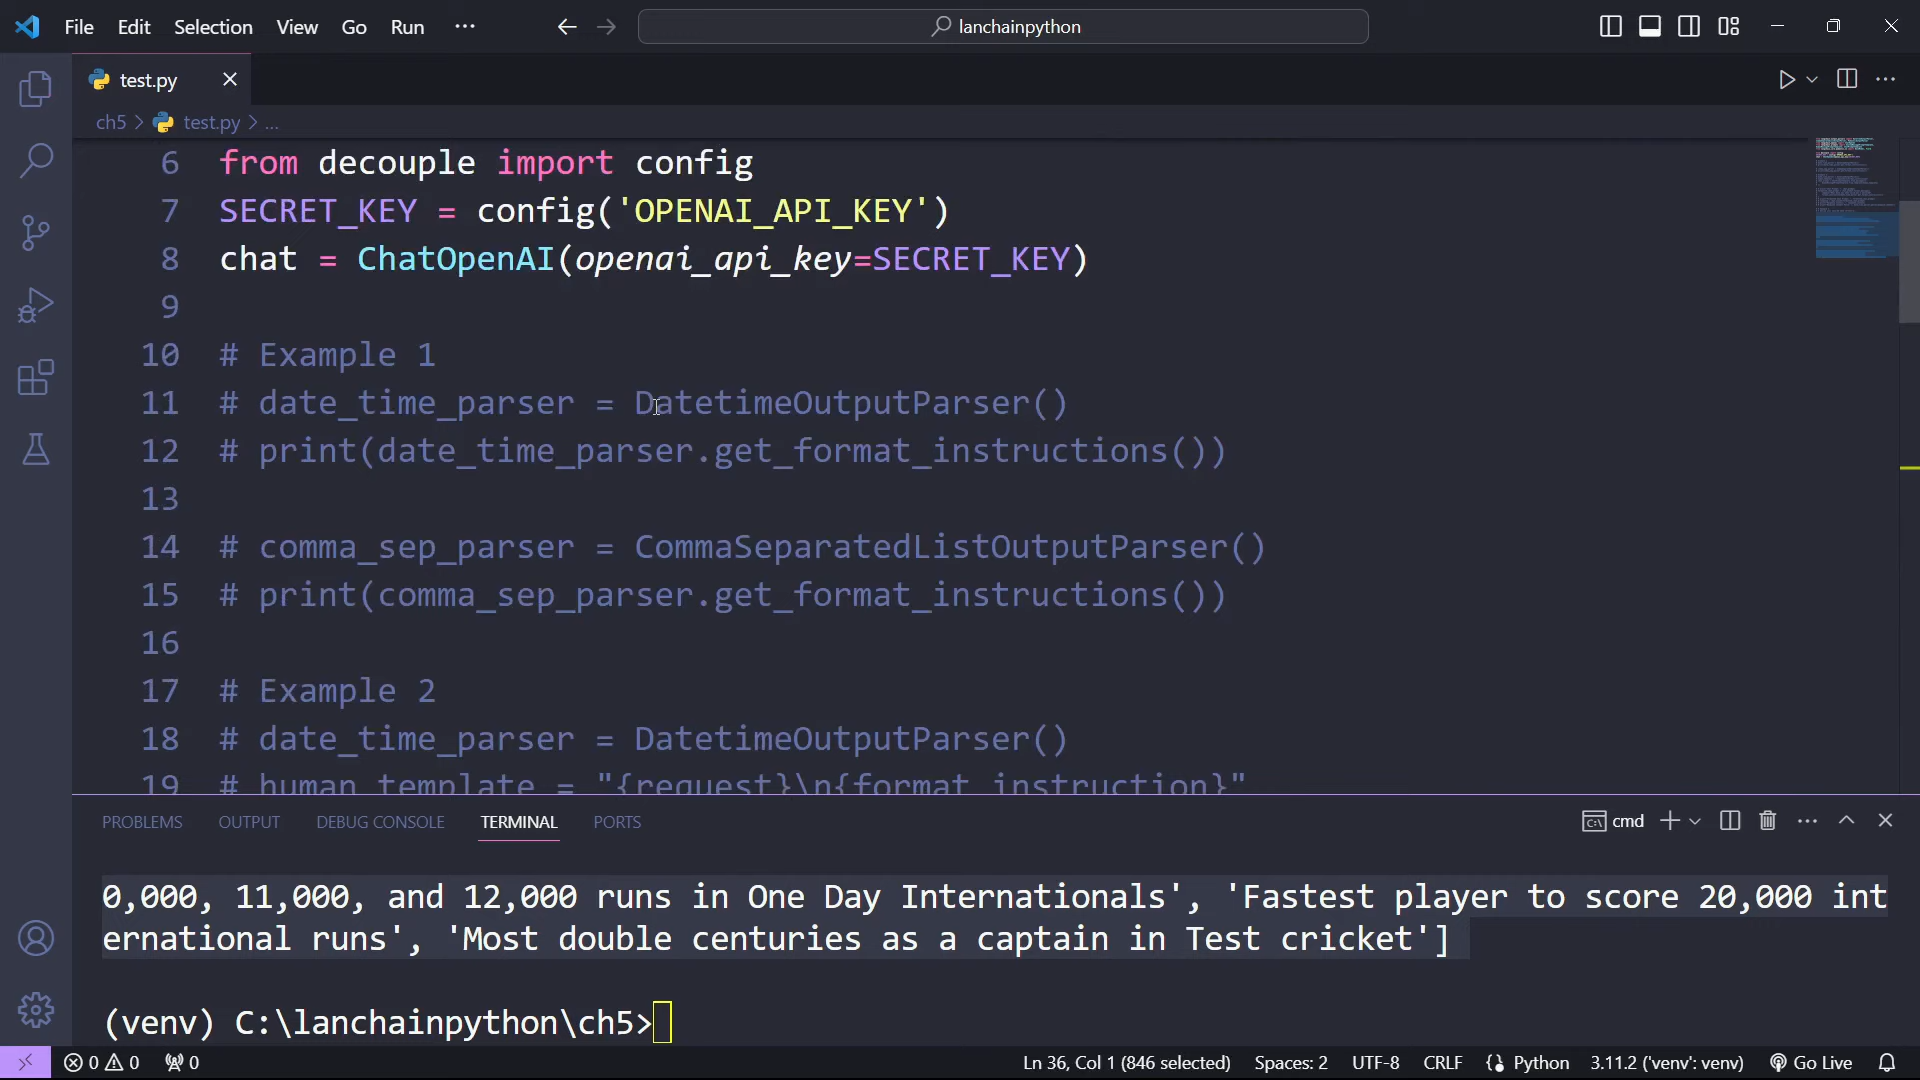 File Edit Selection View Go Run ··· lanchainpython
test.py
ch5 > test.py > ...
6 from decouple import config
7 SECRET_KEY = config('OPENAI_API_KEY')
8 chat = ChatOpenAI(openai_api_key=SECRET_KEY)
9
10 # Example 1
11 # date_time_parser = DatetimeOutputParser()
12 # print(date_time_parser.get_format_instructions())
13
14 # comma_sep_parser = CommaSeparatedListOutputParser()
15 # print(comma_sep_parser.get_format_instructions())
16
17 # Example 2
18 # date_time_parser = DatetimeOutputParser()
19 # human_template = "{request}\n{format_instruction}"
PROBLEMS OUTPUT DEBUG CONSOLE TERMINAL PORTS cmd
0,000, 11,000, and 12,000 runs in One Day Internationals', 'Fastest player to score 20,000 int
ernational runs', 'Most double centuries as a captain in Test cricket']
(venv) C:\lanchainpython\ch5>
0 0 0 Ln 36, Col 1 (846 selected) Spaces: 2 UTF-8 CRLF Python 3.11.2 ('venv': venv) Go Live